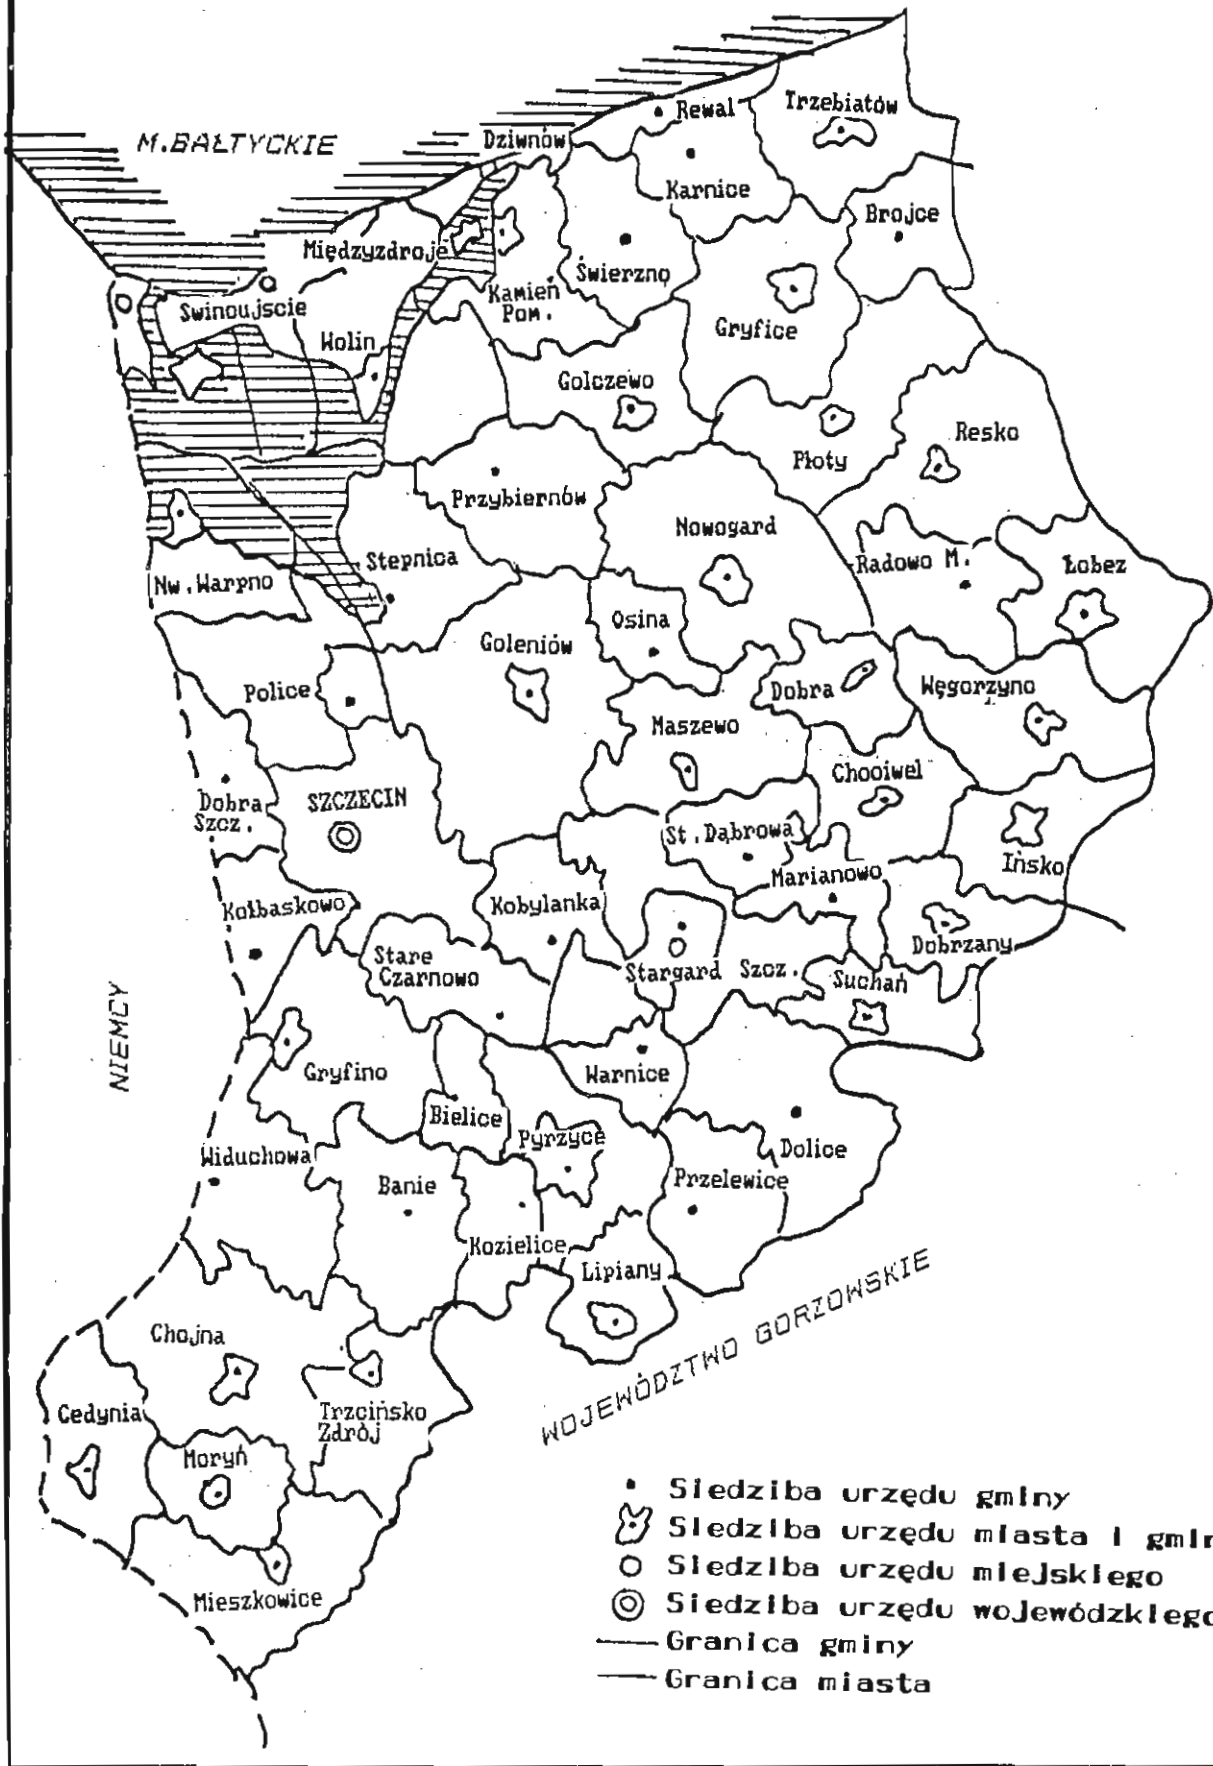 Rewal
Trzebiatów
M.BAŁTYCKIE
Dziwnów
Karnice
Brojce
Międzyzdroje
Świerzno
Kamień
Pom.
Swinoujscie
Gryfice
Wolin
Golczewo
Resko
Płoty
Przybiernów
Nowogard
Stepnica
Radowo M.
Łobez
Nw.Warpno
Osina
Goleniów
Police
Dobra
Węgorzyno
Maszewo
Chociwel
Dobra
Szcz.
SZCZECIN
St.Dąbrowa
Ińsko
Marianowo
Kołbaskowo
Kobylanka
Dobrzany
Stare
Czarnowo
Stargard Szcz.
Suchań
NIEMCY
Gryfino
Warnice
Bielice
Pyrzyce
Dolice
Widuchowa
Banie
Przelewice
Kozielice
Lipiany
WOJEWÓDZTWO GORZOWSKIE
Chojna
Cedynia
Trzcińsko
Zdrój
Moryń
Mieszkowice
Siedziba urzędu gminy
Siedziba urzędu miasta i gmin
Siedziba urzędu miejskiego
Siedziba urzędu wojewódzkiego
Granica gminy
Granica miasta